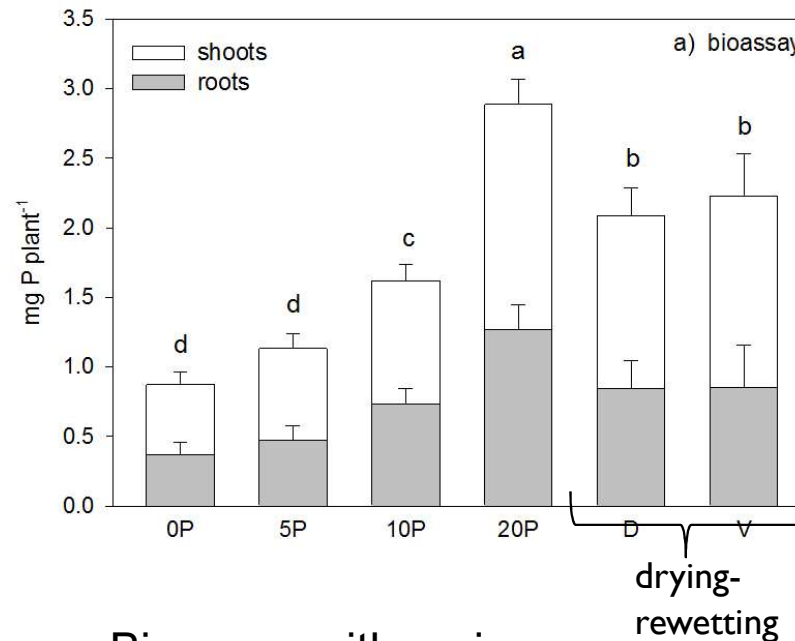 3.5
3.0
2.5
2.0
1.5
1.0
0.5
0.0
mg P plant-1
shoots
roots
a) bioassay
d
d
c
a
b
b
0P
5P
10P
20P
D
V
drying-
rewetting